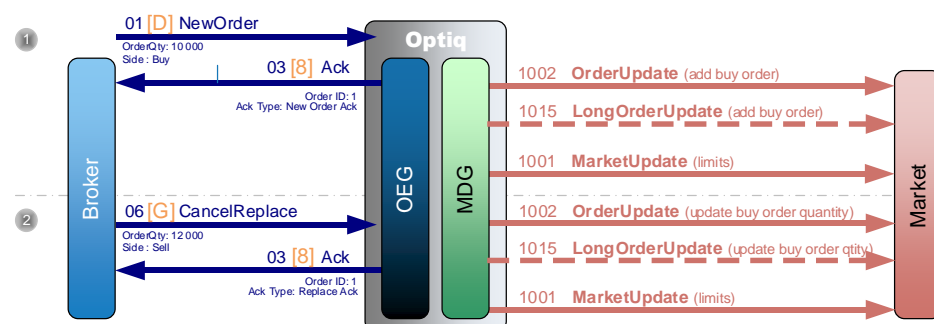 1
01 [D] NewOrder
OrderQty: 10 000
Side : Buy
03 [8] Ack
Order ID: 1
Ack Type: New Order Ack
Optiq
1002 OrderUpdate (add buy order)
1015 LongOrderUpdate (add buy order)
1001 MarketUpdate (limits)
Broker
OEG
MDG
Market
2
06 [G] CancelReplace
OrderQty: 12 000
Side : Sell
03 [8] Ack
Order ID: 1
Ack Type: Replace Ack
1002 OrderUpdate (update buy order quantity)
1015 LongOrderUpdate (update buy order qtity)
1001 MarketUpdate (limits)